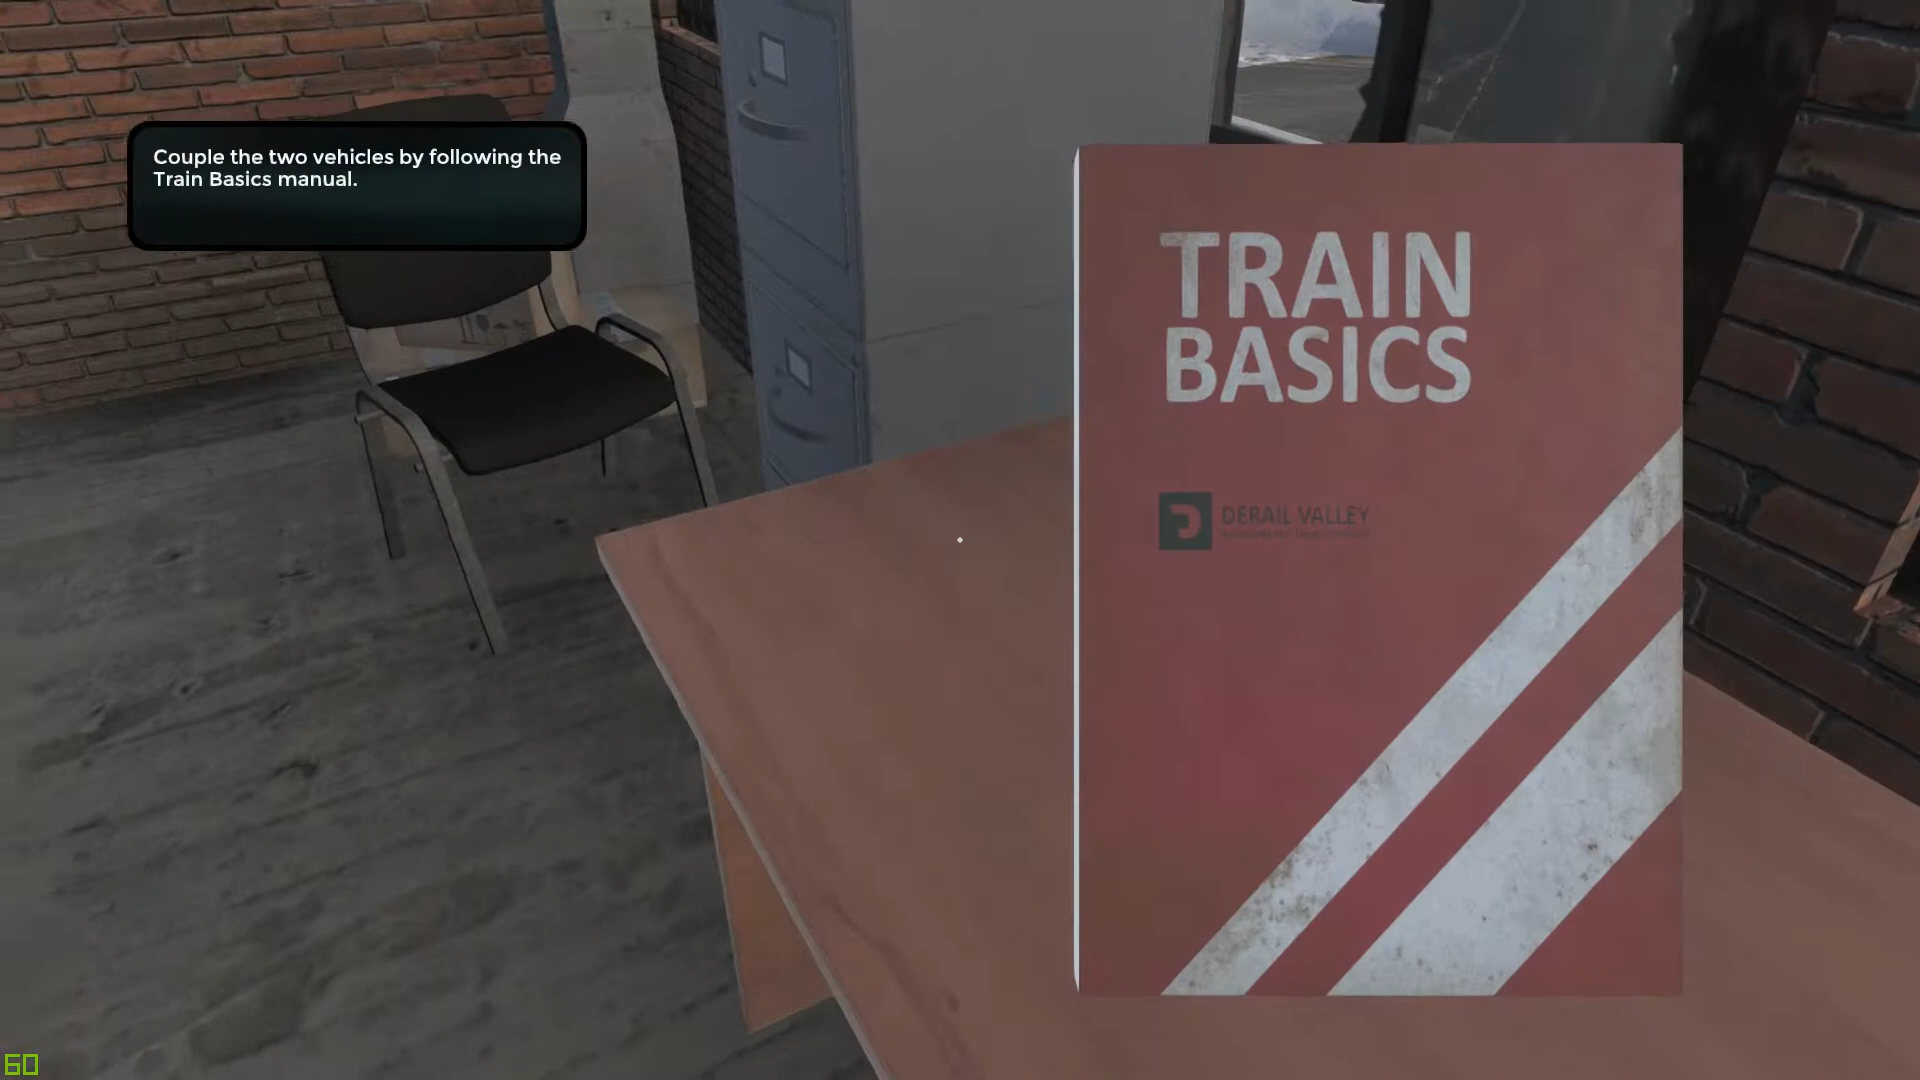 Couple the two vehicles by following the
Train Basics manual.
TRAIN
BASICS
DERAIL VALLEY
60